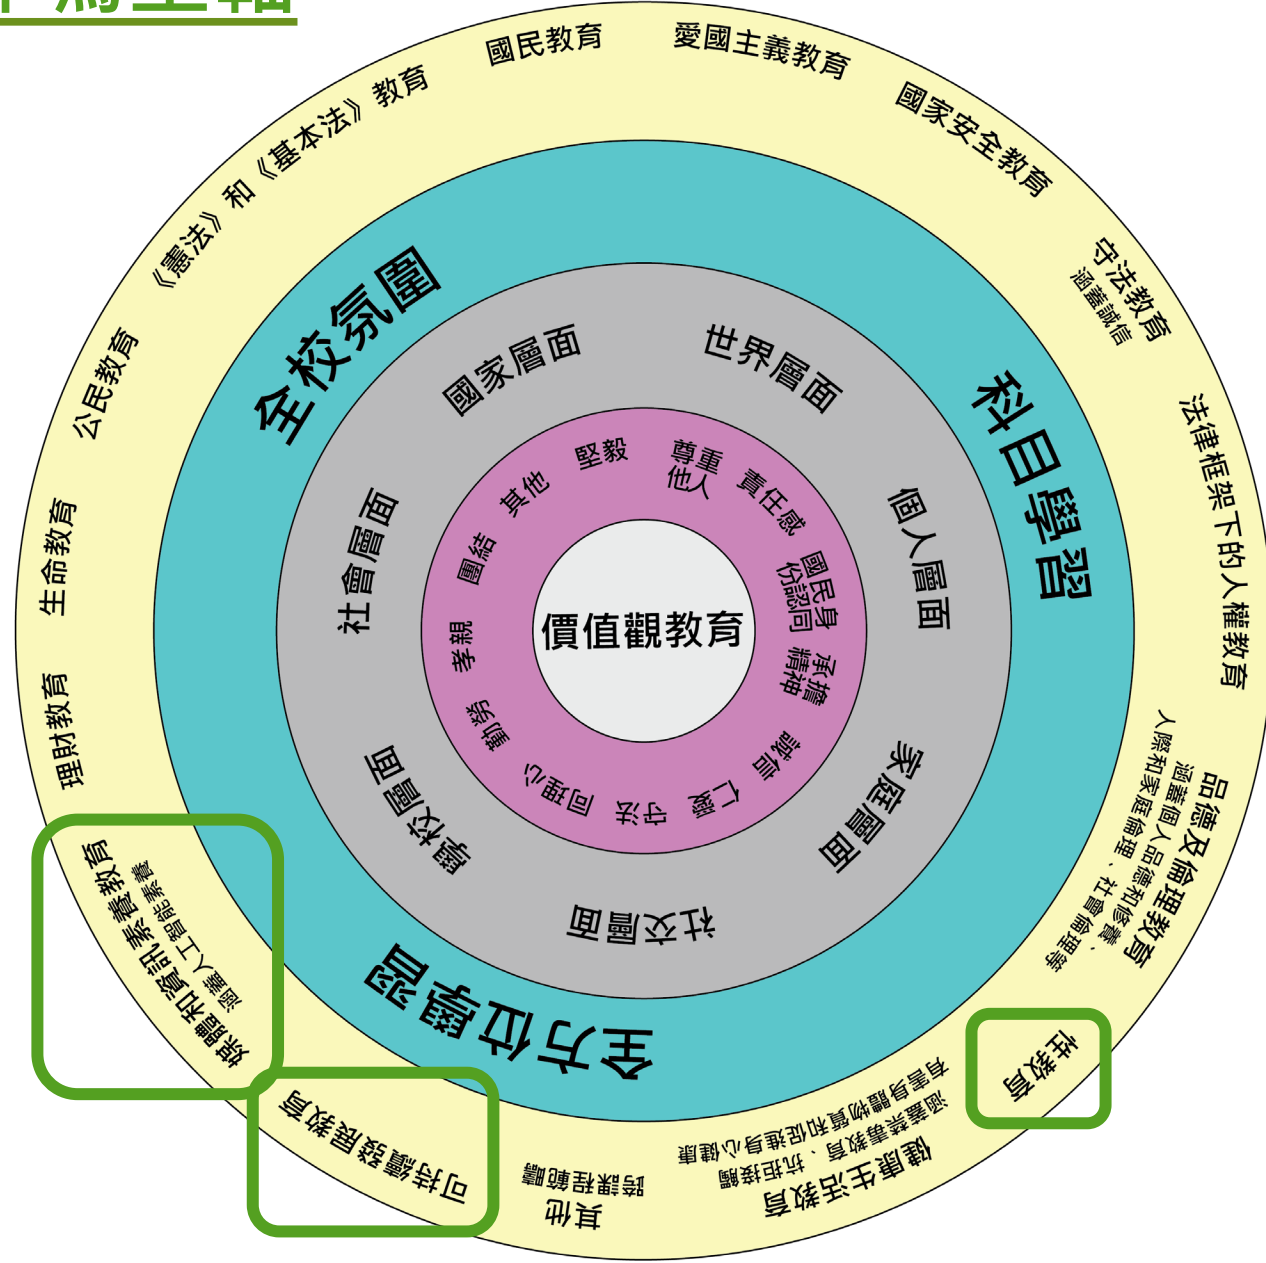 國民教育
愛國主義教育
國家安全教育
守法教育
涵蓋誠信
法律框架下的人權教育
品德及倫理教育
涵蓋個人品德和修養、
人際和家庭倫理、社會倫理等
性教育
健康生活教育
涵蓋禁毒教育、抗拒接觸
有害身體物質和促進身心健康
其他
跨課程範疇
可持續發展教育
媒體和資訊素養教育
涵蓋人工智能素養
理財教育
生命教育
公民教育
《憲法》和《基本法》教育
全校氛圍
科目學習
全方位學習
國家層面
世界層面
個人層面
家庭層面
社交層面
學校層面
社會層面
堅毅
尊重
他人
責任感
國民身
份認同
承擔
精神
誠信
仁愛
守法
同理心
勤勞
孝親
團結
其他
價值觀教育